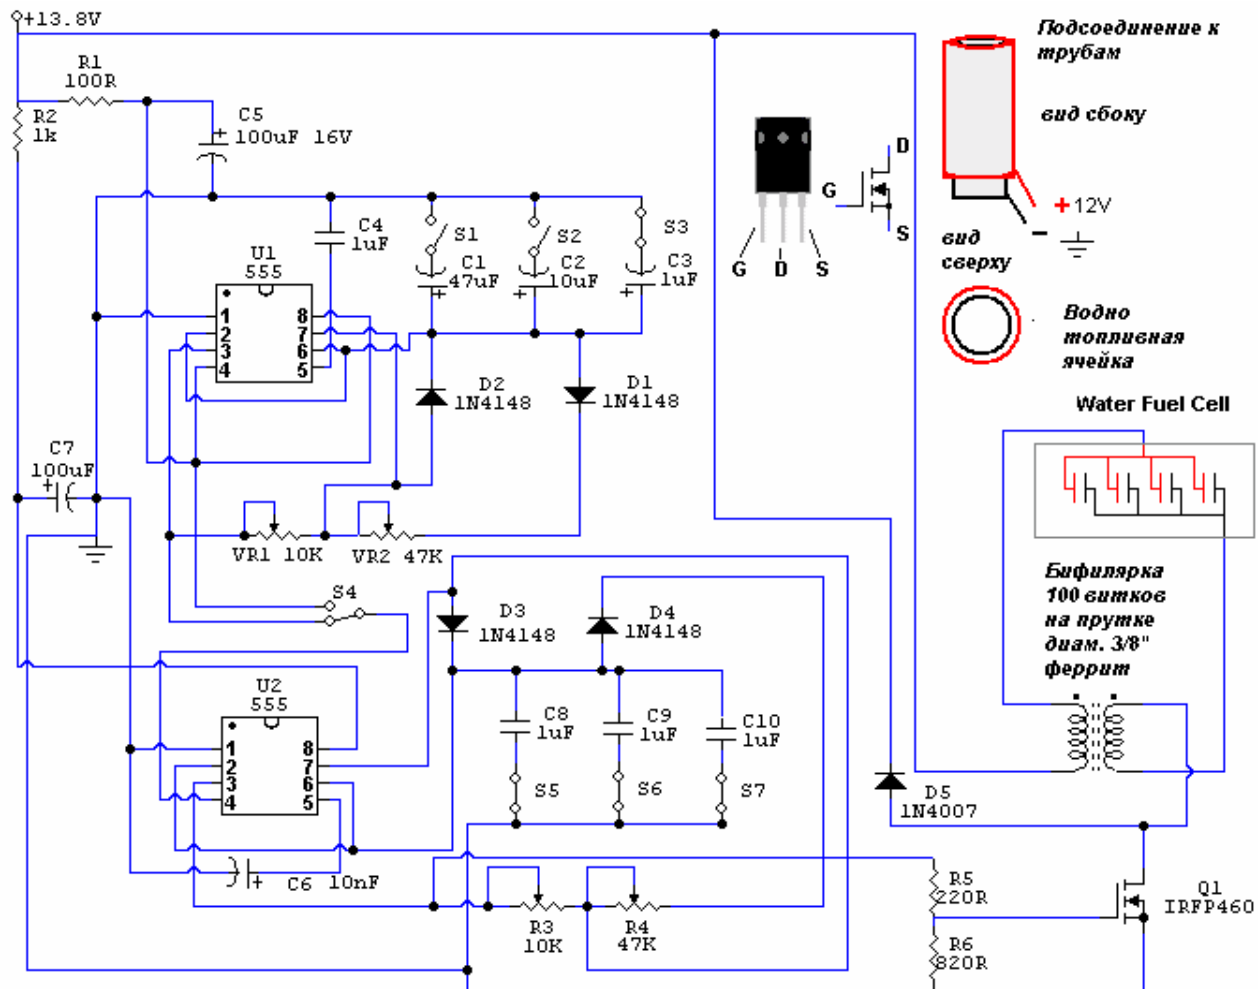 +13.8V
R1
100R
R2
1k
C5
+
100uF 16V
Подсоединение к
трубам
вид сбоку
D
G
S
G D S
+12V
–
вид
сверху
Водно
топливная
ячейка
C4
1uF
S1
S2
S3
C1
47uF
+
C2
10uF
+
C3
1uF
+
U1
555
1
2
3
4
8
7
6
5
D2
1N4148
D1
1N4148
Water Fuel Cell
C7
100uF
+
VR1 10K
VR2 47K
S4
D3
1N4148
D4
1N4148
Бифилярка
100 витков
на прутке
диам. 3/8"
феррит
U2
555
1
2
3
4
8
7
6
5
C8
1uF
C9
1uF
C10
1uF
S5
S6
S7
D5
1N4007
+
C6 10nF
R3
10K
R4
47K
R5
220R
R6
820R
Q1
IRFP460